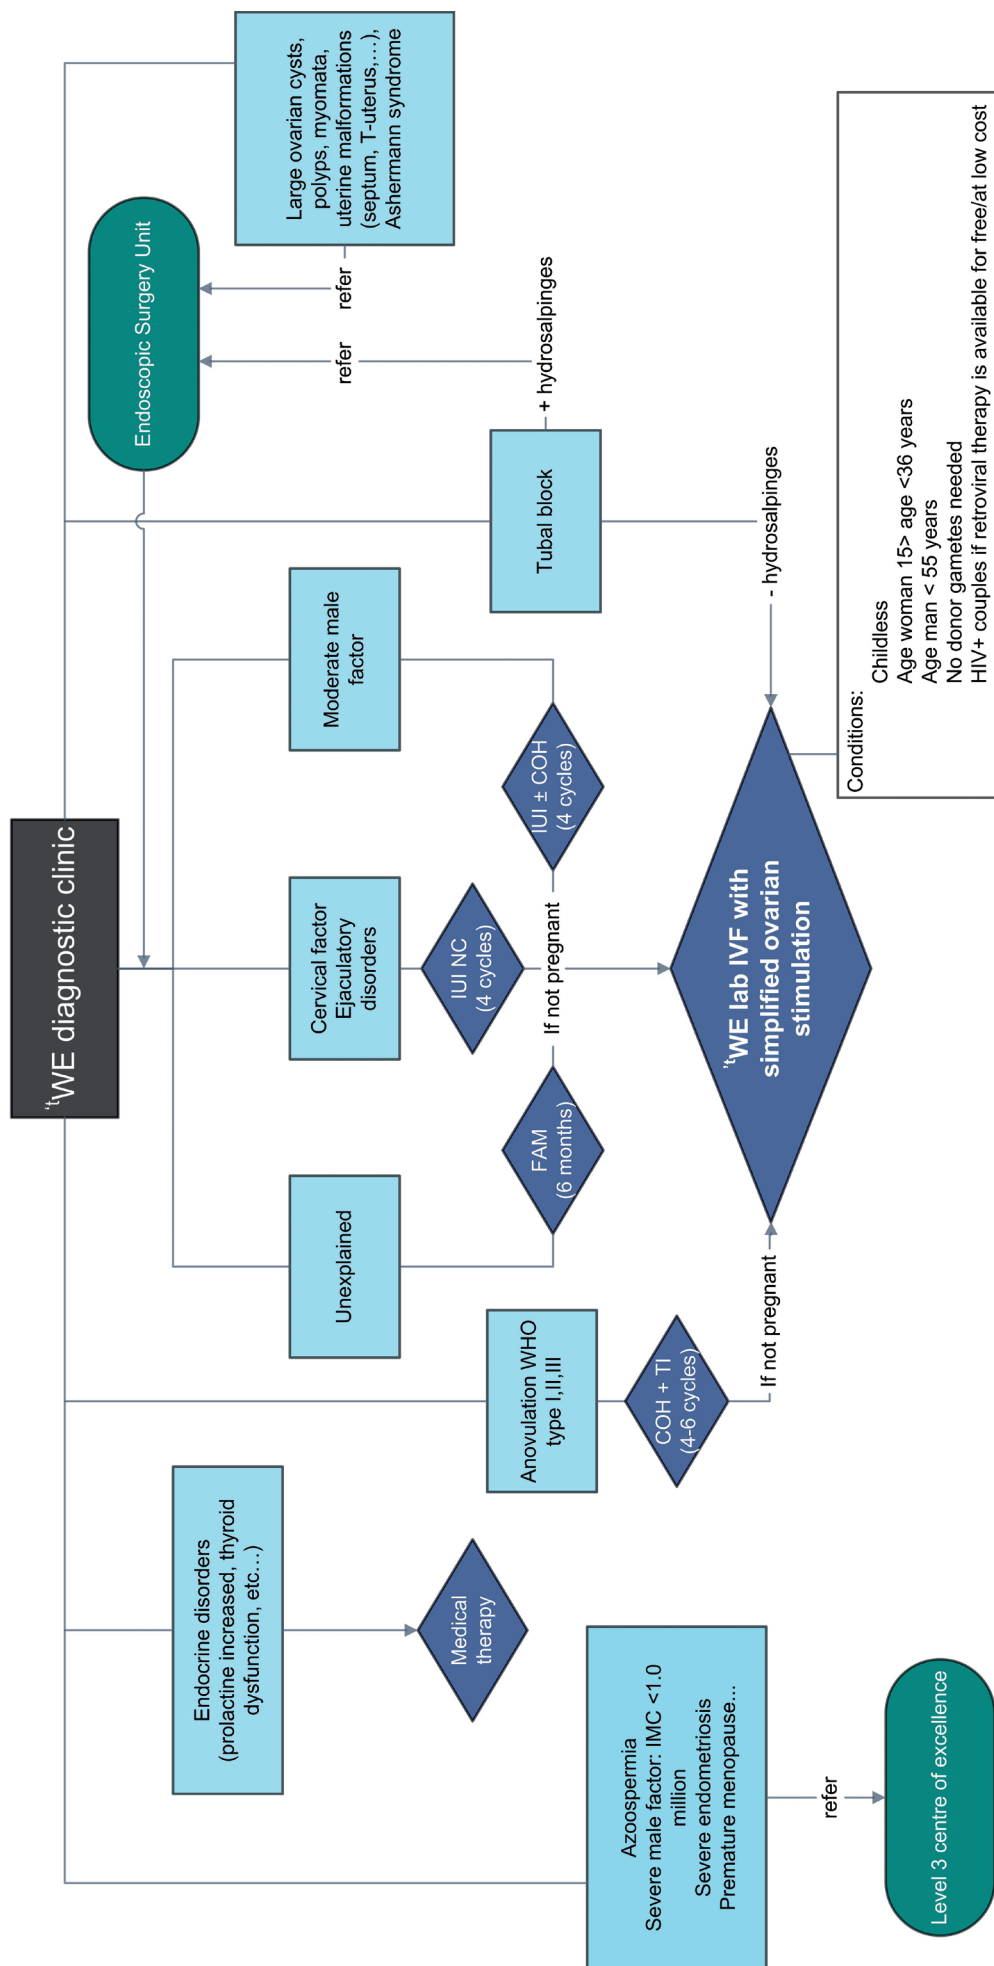 ‘tWE diagnostic clinic
Azoospermia
Severe male factor: IMC <1.0
million
Severe endometriosis
Premature menopause...
refer
Level 3 centre of excellence
Endocrine disorders
(prolactine increased, thyroid
dysfunction, etc…)
Medical
therapy
Anovulation WHO
type I,II,III
COH + TI
(4-6 cycles)
If not pregnant
Unexplained
FAM
(6 months)
Cervical factor
Ejaculatory
disorders
IUI NC
(4 cycles)
If not pregnant
Moderate male
factor
IUI ± COH
(4 cycles)
Tubal block
+ hydrosalpinges
refer
- hydrosalpinges
Endoscopic Surgery Unit
refer
Large ovarian cysts,
polyps, myomata,
uterine malformations
(septum, T-uterus,…),
Ashermann syndrome
’tWE lab IVF with
simplified ovarian
stimulation
Conditions:
Childless
Age woman 15> age <36 years
Age man < 55 years
No donor gametes needed
HIV+ couples if retroviral therapy is available for free/at low cost